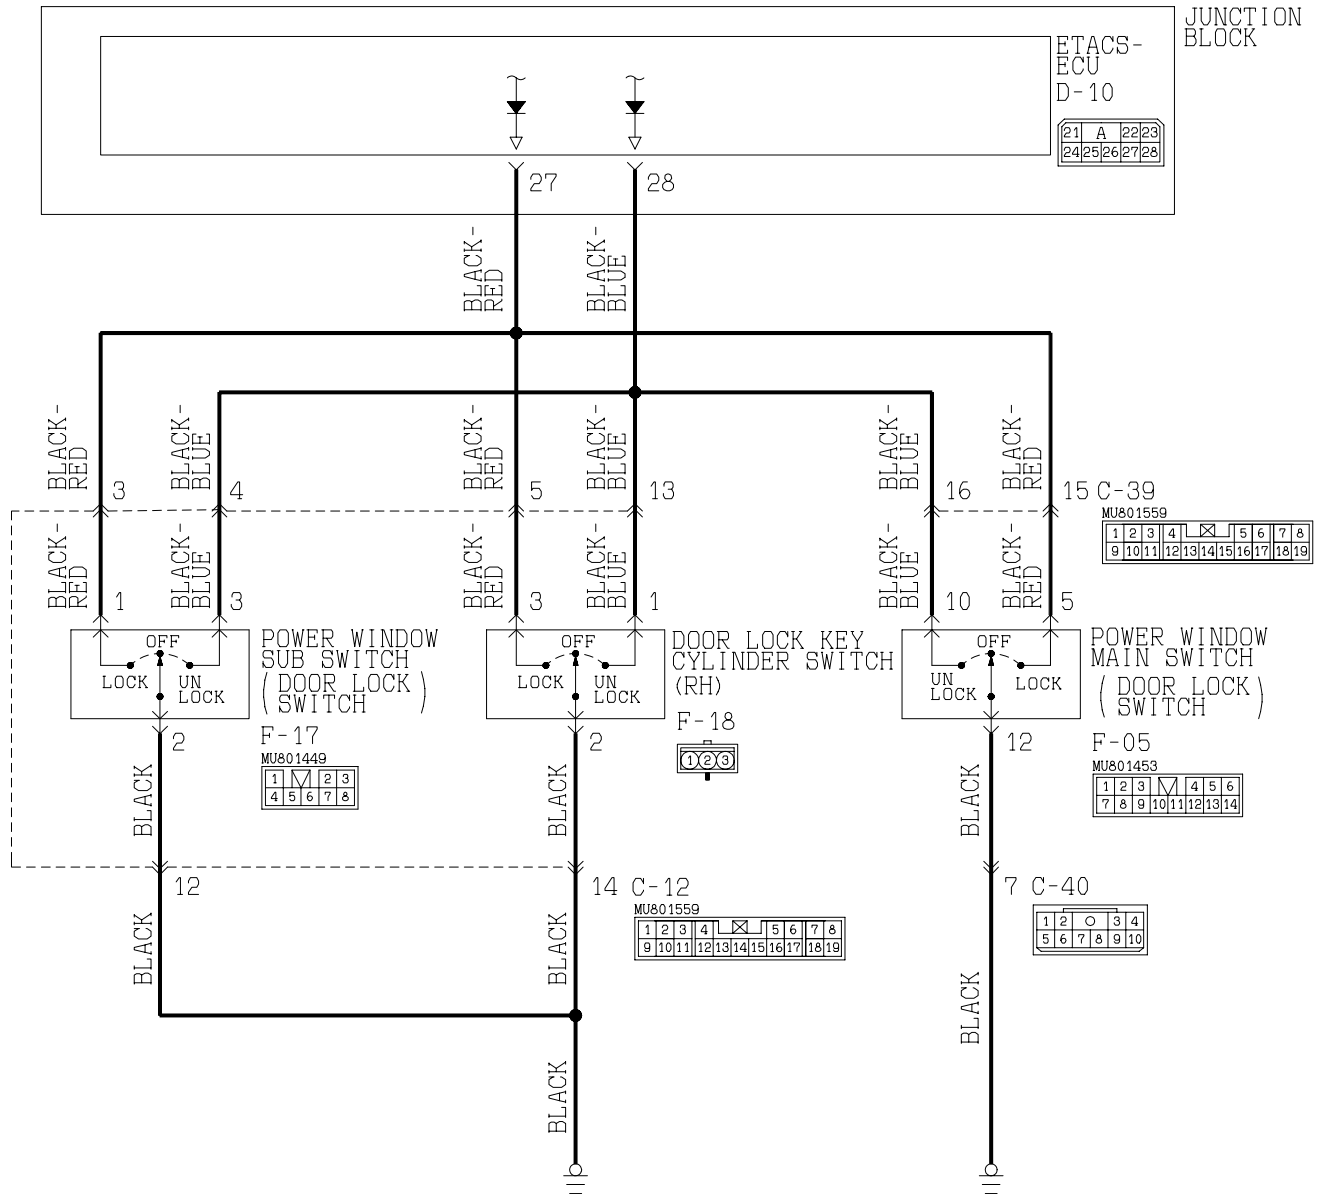 JUNCTION
BLOCK
ETACS-
ECU
D-10
21 A 22 23
24 25 26 27 28
27
28
BLACK-
RED
BLACK-
BLUE
BLACK-
RED
BLACK-
BLUE
BLACK-
RED
BLACK-
BLUE
BLACK-
BLUE
BLACK-
RED
3
4
5
13
16
15 C-39
MU801559
1 2 3 4 5 6 7 8
9 10 11 12 13 14 15 16 17 18 19
BLACK-
RED
BLACK-
BLUE
BLACK-
RED
BLACK-
BLUE
BLACK-
BLUE
BLACK-
RED
1
3
3
1
10
5
OFF
LOCK
UN
LOCK
POWER WINDOW
SUB SWITCH
(DOOR LOCK
SWITCH)
F-17
MU801449
1 2 3
4 5 6 7 8
OFF
LOCK
UN
LOCK
DOOR LOCK KEY
CYLINDER SWITCH
(RH)
F-18
1 2 3
OFF
UN
LOCK
LOCK
POWER WINDOW
MAIN SWITCH
(DOOR LOCK
SWITCH)
F-05
MU801453
1 2 3 4 5 6
7 8 9 10 11 12 13 14
2
2
12
BLACK
BLACK
BLACK
12
14 C-12
MU801559
1 2 3 4 5 6 7 8
9 10 11 12 13 14 15 16 17 18 19
7 C-40
1 2 3 4
5 6 7 8 9 10
BLACK
BLACK
BLACK
BLACK